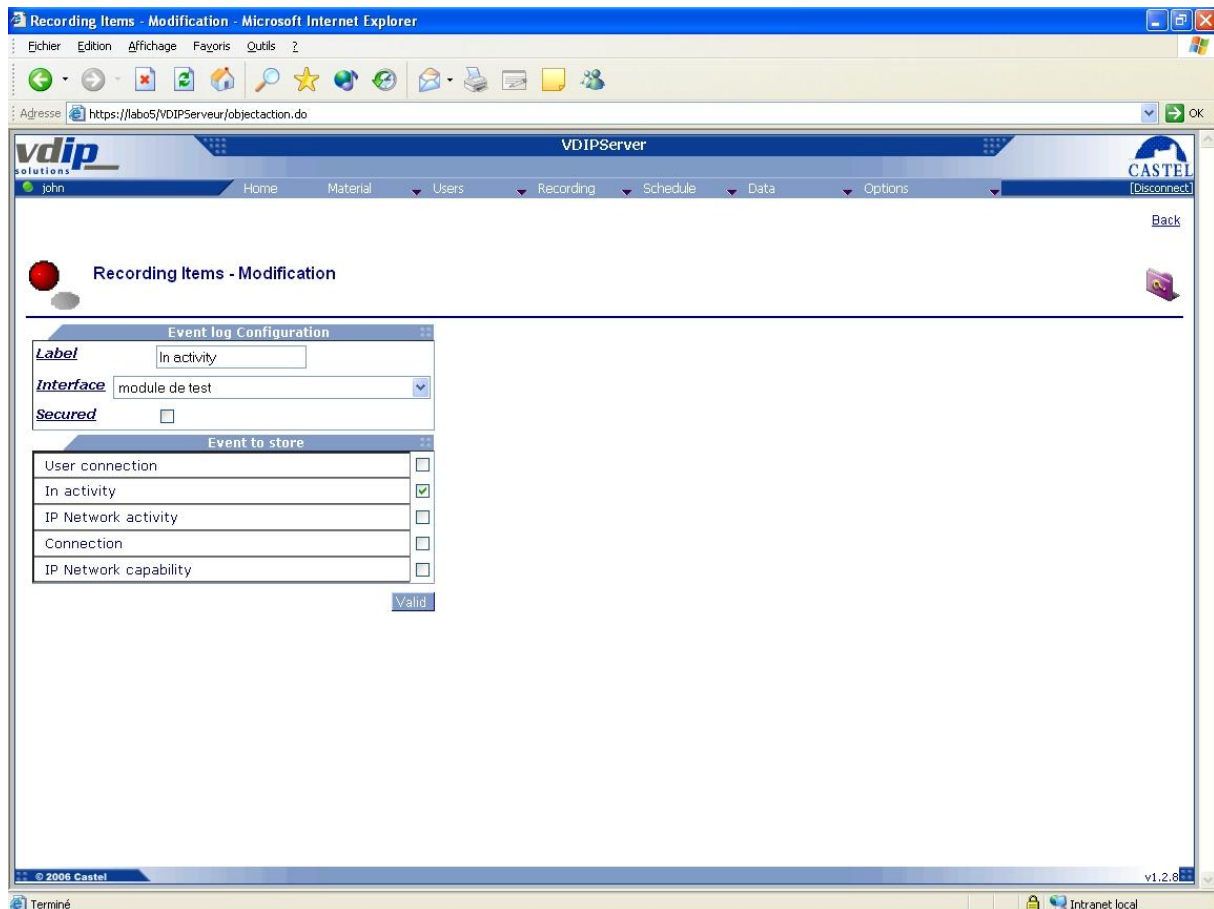 Recording Items - Modification - Microsoft Internet Explorer
Fichier Edition Affichage Favoris Outils ?
Adresse https://labo5/VDIPServeur/objectaction.do OK
vdip solutions
VDIPServer
CASTEL
john Home Material Users Recording Schedule Data Options [Disconnect]
Back
Recording Items - Modification
Event log Configuration
Label In activity
Interface module de test
Secured
Event to store
User connection
In activity
IP Network activity
Connection
IP Network capability
Valid
© 2006 Castel v1.2.8
Terminé Intranet local